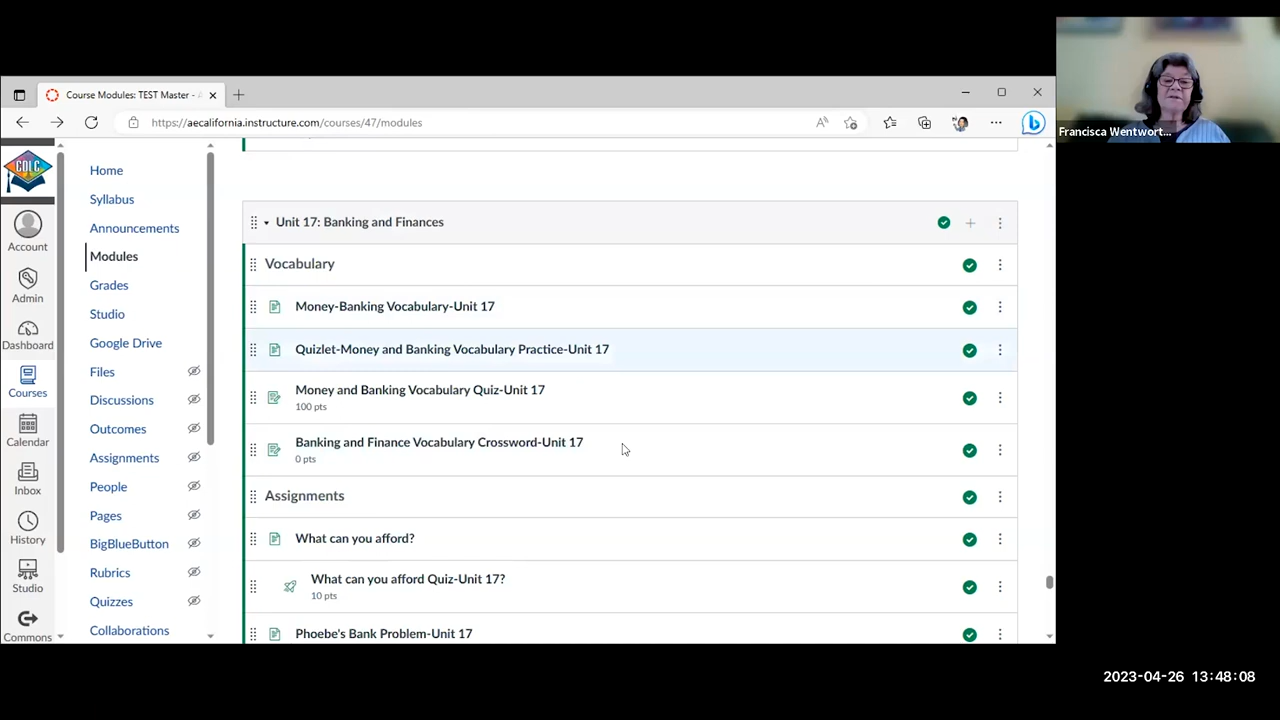 Course Modules: TEST Master - A
https://aecalifornia.instructure.com/courses/47/modules
Francisca Wentwort...
COLC
Account
Admin
Dashboard
Courses
Calendar
Inbox
History
Studio
Commons
Home
Syllabus
Announcements
Modules
Grades
Studio
Google Drive
Files
Discussions
Outcomes
Assignments
People
Pages
BigBlueButton
Rubrics
Quizzes
Collaborations
Unit 17: Banking and Finances
Vocabulary
Money-Banking Vocabulary-Unit 17
Quizlet-Money and Banking Vocabulary Practice-Unit 17
Money and Banking Vocabulary Quiz-Unit 17
100 pts
Banking and Finance Vocabulary Crossword-Unit 17
0 pts
Assignments
What can you afford?
What can you afford Quiz-Unit 17?
10 pts
Phoebe's Bank Problem-Unit 17
2023-04-26 13:48:08